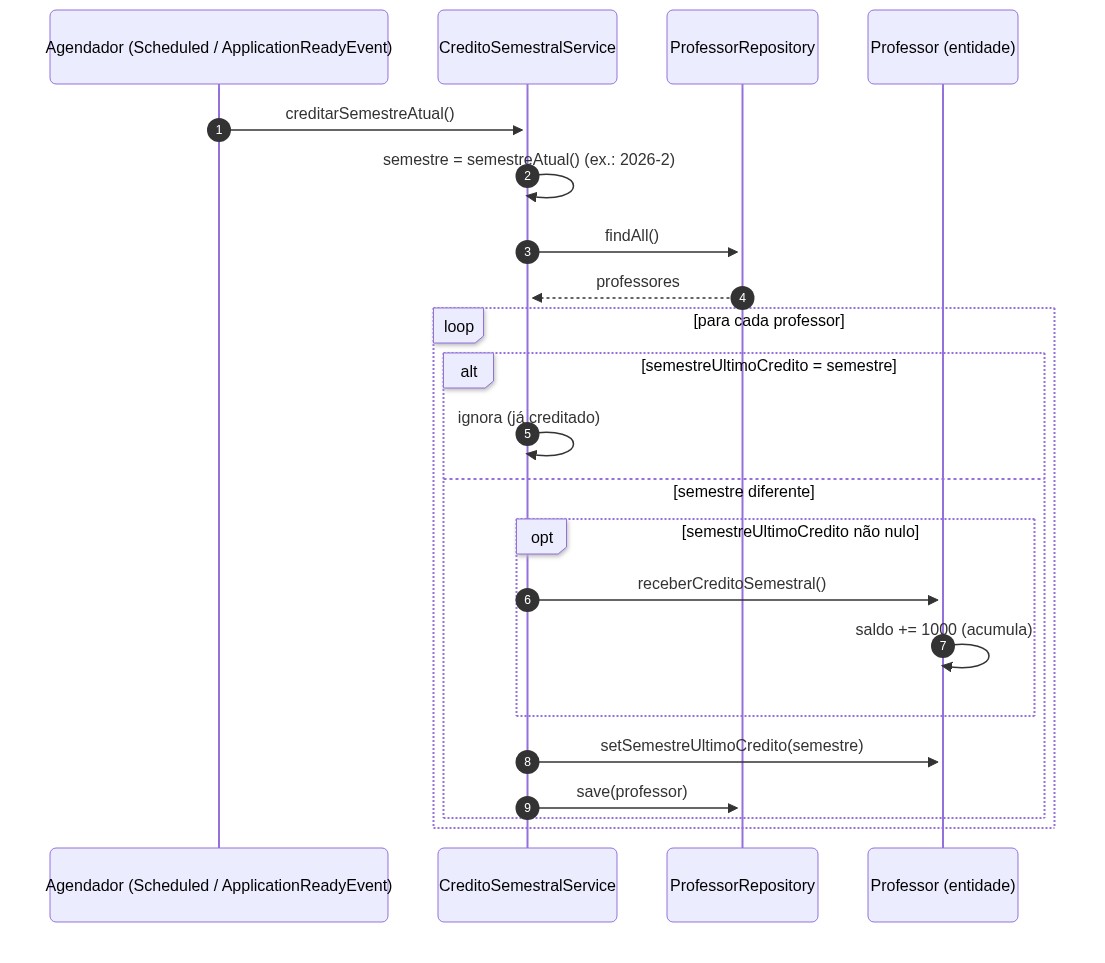 Agendador (Scheduled / ApplicationReadyEvent)
CreditoSemestralService
ProfessorRepository
Professor (entidade)
creditarSemestreAtual()
1
semestre = semestreAtual() (ex.: 2026-2)
2
findAll()
3
professores
4
loop
[para cada professor]
alt
[semestreUltimoCredito = semestre]
ignora (já creditado)
5
[semestre diferente]
opt
[semestreUltimoCredito não nulo]
receberCreditoSemestral()
6
saldo += 1000 (acumula)
7
setSemestreUltimoCredito(semestre)
8
save(professor)
9
Agendador (Scheduled / ApplicationReadyEvent)
CreditoSemestralService
ProfessorRepository
Professor (entidade)